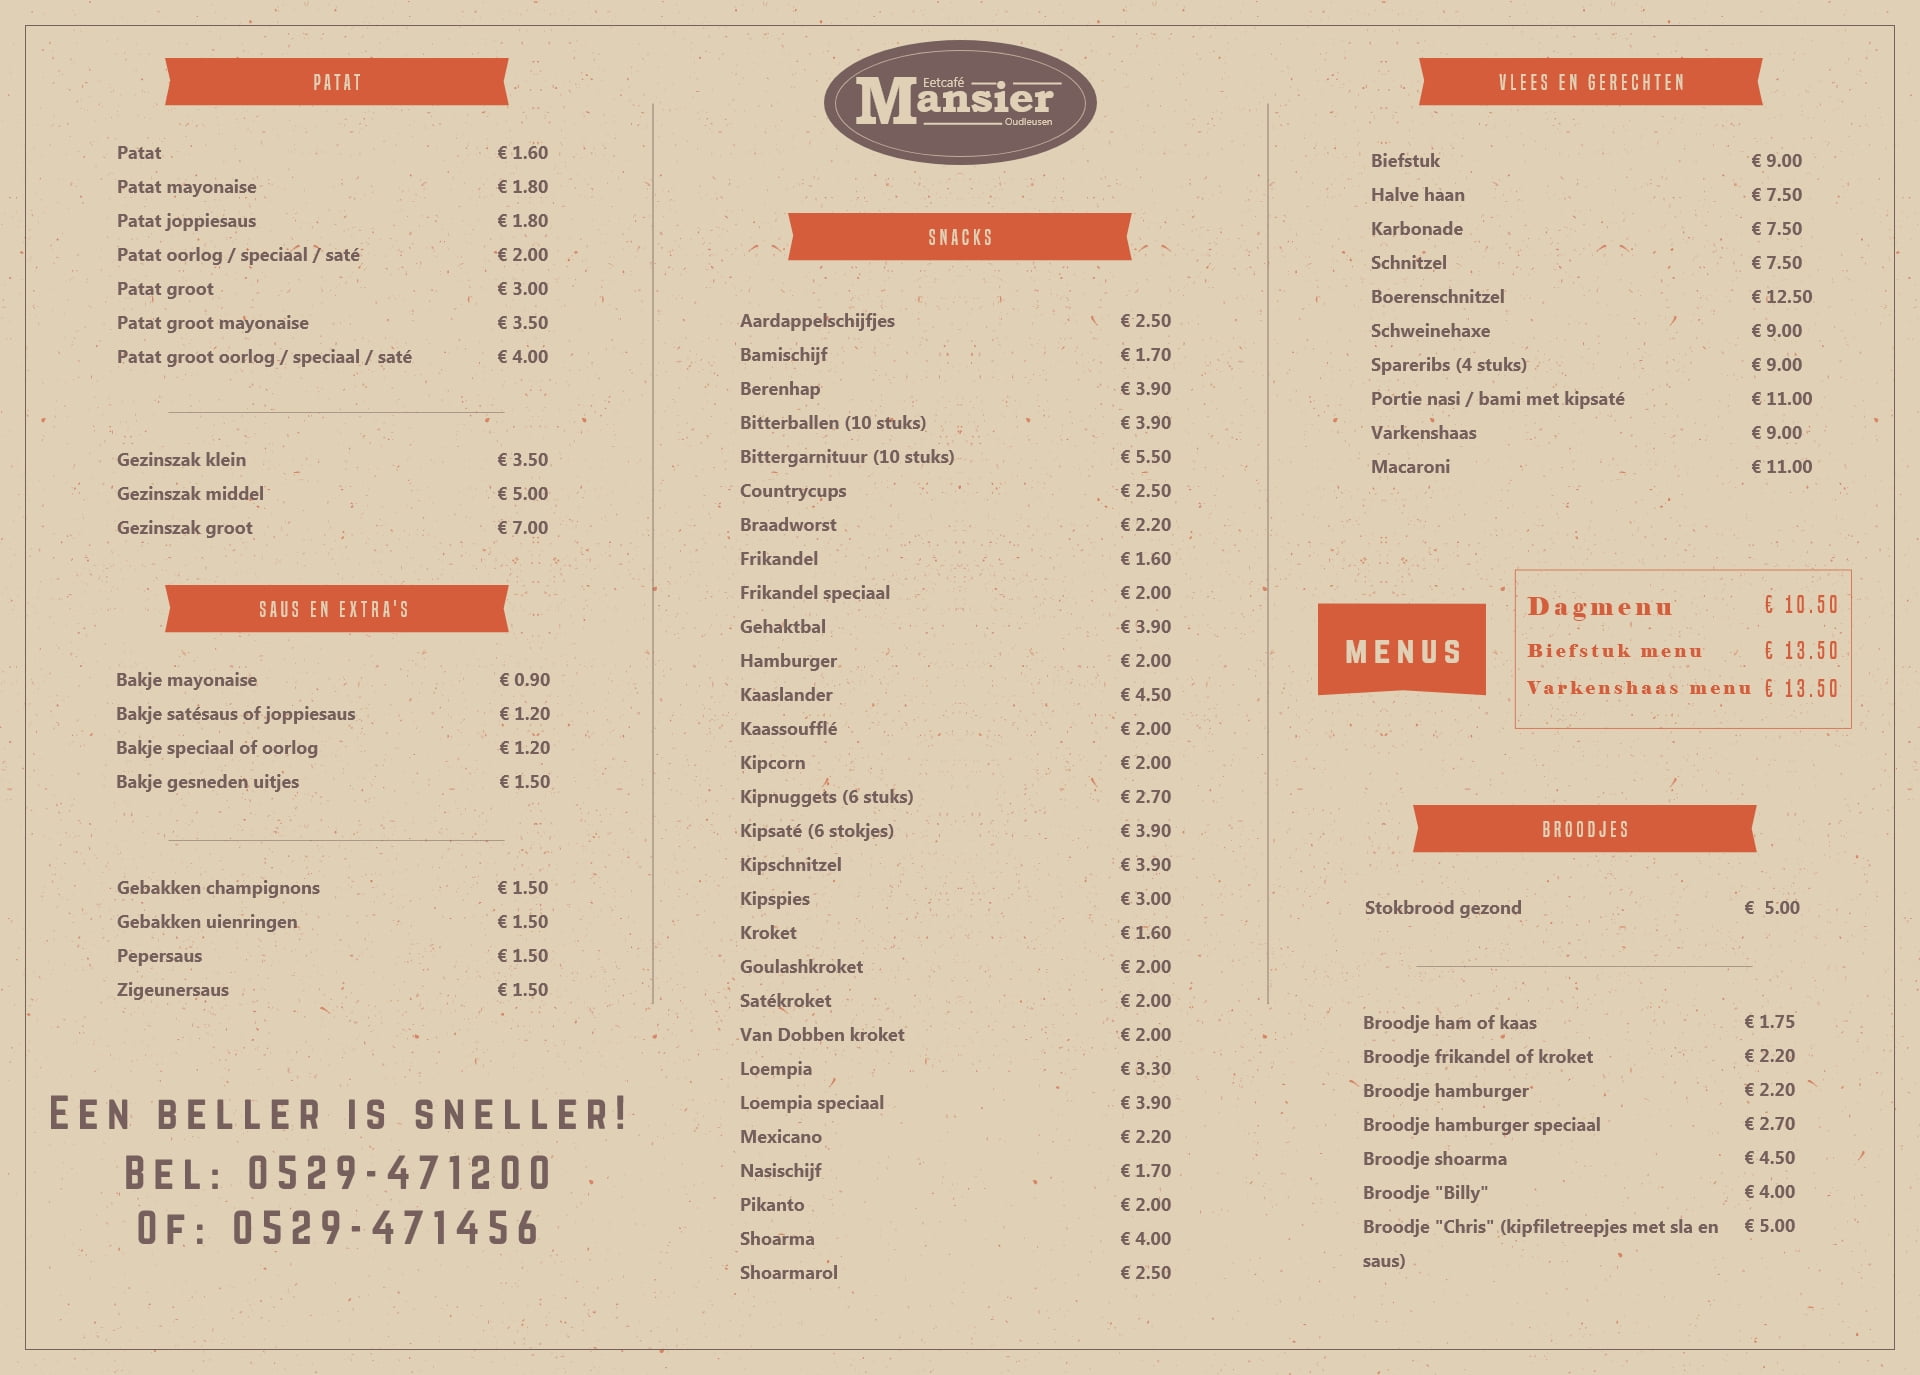 PATAT
Patat € 1.60
Patat mayonaise € 1.80
Patat joppiesaus € 1.80
Patat oorlog / speciaal / saté € 2.00
Patat groot € 3.00
Patat groot mayonaise € 3.50
Patat groot oorlog / speciaal / saté € 4.00
Gezinszak klein € 3.50
Gezinszak middel € 5.00
Gezinszak groot € 7.00
SAUS EN EXTRA'S
Bakje mayonaise € 0.90
Bakje satésaus of joppiesaus € 1.20
Bakje speciaal of oorlog € 1.20
Bakje gesneden uitjes € 1.50
Gebakken champignons € 1.50
Gebakken uienringen € 1.50
Pepersaus € 1.50
Zigeunersaus € 1.50
EEN BELLER IS SNELLER!
BEL: 0529-471200
OF: 0529-471456
Eetcafé
Mansier
Oudleusen
SNACKS
Aardappelschijfjes € 2.50
Bamischijf € 1.70
Berenhap € 3.90
Bitterballen (10 stuks) € 3.90
Bittergarnituur (10 stuks) € 5.50
Countrycups € 2.50
Braadworst € 2.20
Frikandel € 1.60
Frikandel speciaal € 2.00
Gehaktbal € 3.90
Hamburger € 2.00
Kaaslander € 4.50
Kaassoufflé € 2.00
Kipcorn € 2.00
Kipnuggets (6 stuks) € 2.70
Kipsaté (6 stokjes) € 3.90
Kipschnitzel € 3.90
Kipspies € 3.00
Kroket € 1.60
Goulashkroket € 2.00
Satékroket € 2.00
Van Dobben kroket € 2.00
Loempia € 3.30
Loempia speciaal € 3.90
Mexicano € 2.20
Nasischijf € 1.70
Pikanto € 2.00
Shoarma € 4.00
Shoarmarol € 2.50
VLEES EN GERECHTEN
Biefstuk € 9.00
Halve haan € 7.50
Karbonade € 7.50
Schnitzel € 7.50
Boerenschnitzel € 12.50
Schweinehaxe € 9.00
Spareribs (4 stuks) € 9.00
Portie nasi / bami met kipsaté € 11.00
Varkenshaas € 9.00
Macaroni € 11.00
MENUS
Dagmenu € 10.50
Biefstuk menu € 13.50
Varkenshaas menu € 13.50
BROODJES
Stokbrood gezond € 5.00
Broodje ham of kaas € 1.75
Broodje frikandel of kroket € 2.20
Broodje hamburger € 2.20
Broodje hamburger speciaal € 2.70
Broodje shoarma € 4.50
Broodje "Billy" € 4.00
Broodje "Chris" (kipfiletreepjes met sla en € 5.00
saus)